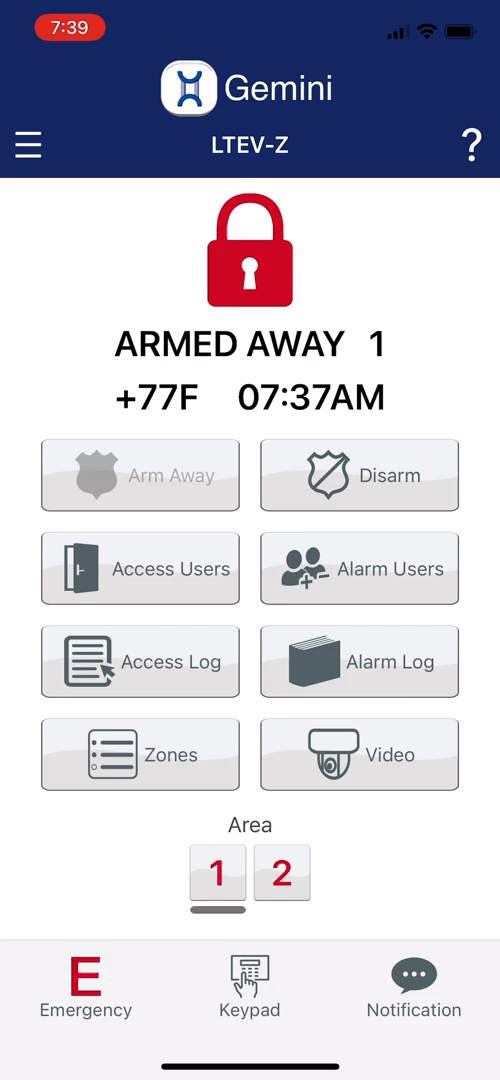 7:39
Gemini
LTEV-Z
?
ARMED AWAY 1
+77F 07:37AM
Arm Away
Disarm
Access Users
Alarm Users
Access Log
Alarm Log
Zones
Video
Area
1 2
E
Emergency
Keypad
Notification